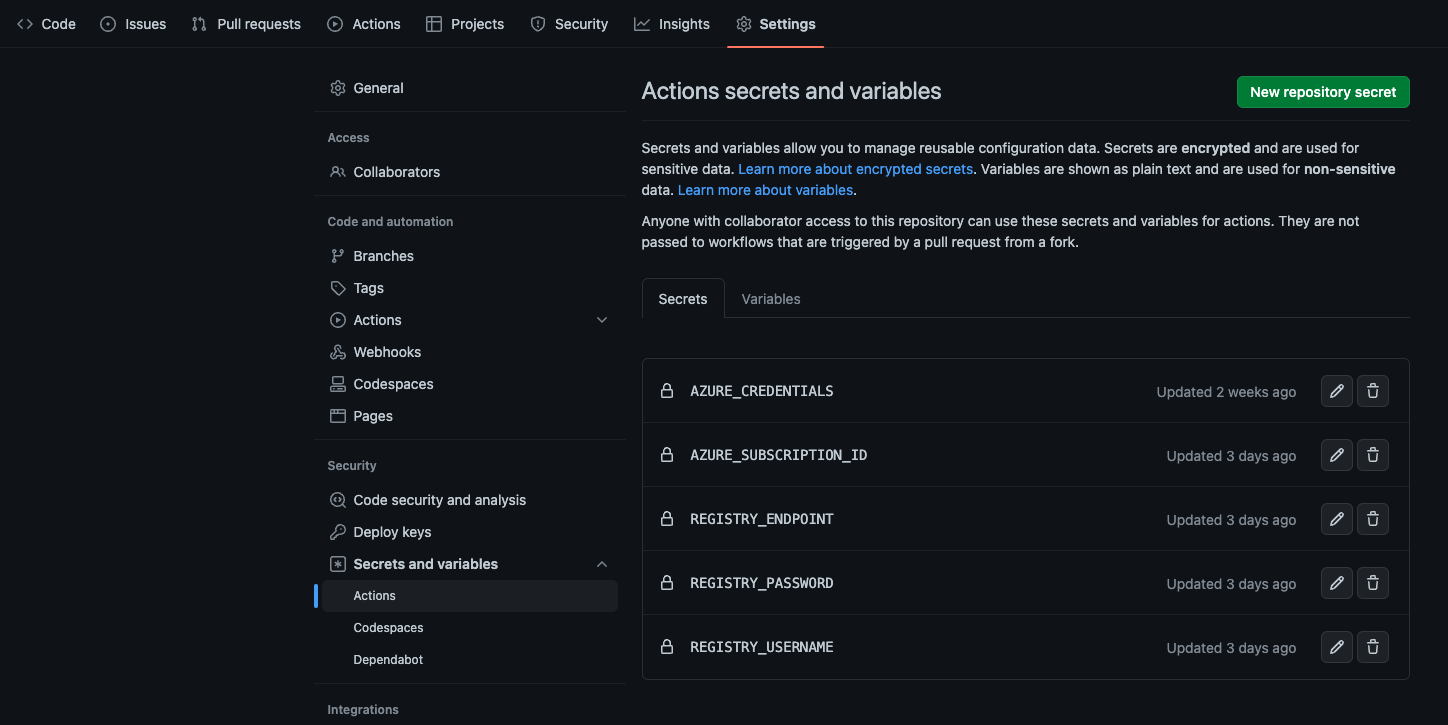 Code Issues Pull requests Actions Projects Security Insights Settings
General
Access
Collaborators
Code and automation
Branches
Tags
Actions
Webhooks
Codespaces
Pages
Security
Code security and analysis
Deploy keys
Secrets and variables
Actions
Codespaces
Dependabot
Integrations
Actions secrets and variables
New repository secret
Secrets and variables allow you to manage reusable configuration data. Secrets are encrypted and are used for
sensitive data. Learn more about encrypted secrets. Variables are shown as plain text and are used for non-sensitive
data. Learn more about variables.
Anyone with collaborator access to this repository can use these secrets and variables for actions. They are not
passed to workflows that are triggered by a pull request from a fork.
Secrets Variables
AZURE_CREDENTIALS Updated 2 weeks ago
AZURE_SUBSCRIPTION_ID Updated 3 days ago
REGISTRY_ENDPOINT Updated 3 days ago
REGISTRY_PASSWORD Updated 3 days ago
REGISTRY_USERNAME Updated 3 days ago